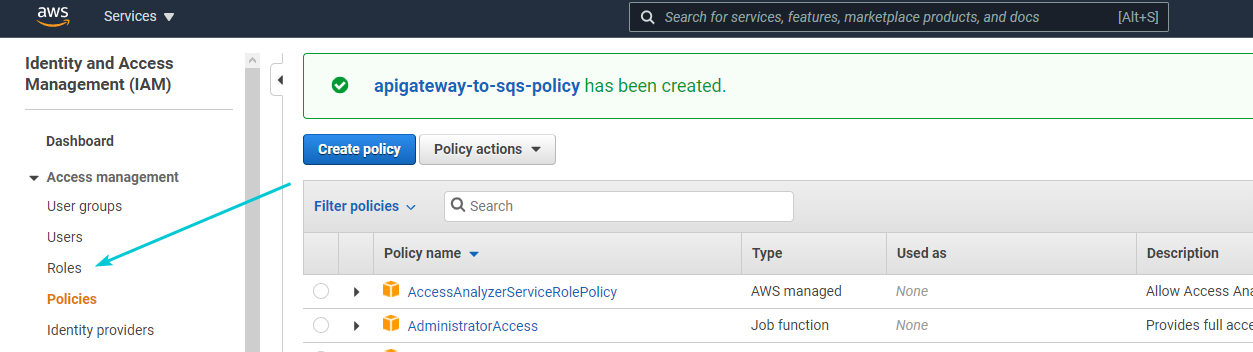 aws
Services
Search for services, features, marketplace products, and docs [Alt+S]
Identity and Access
Management (IAM)
Dashboard
Access management
User groups
Users
Roles
Policies
Identity providers
apigateway-to-sqs-policy has been created.
Create policy
Policy actions
Filter policies
Search
Policy name Type Used as Description
AccessAnalyzerServiceRolePolicy AWS managed None Allow Access Ana
AdministratorAccess Job function None Provides full acce